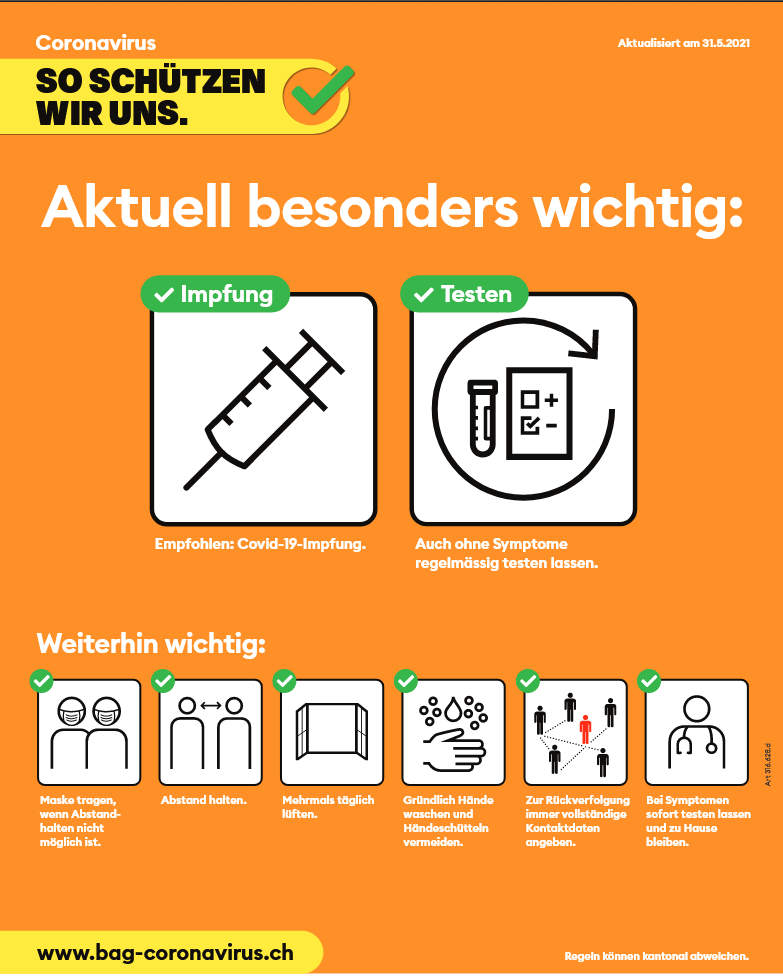 Coronavirus
Aktualisiert am 31.5.2021
SO SCHÜTZEN
WIR UNS.
Aktuell besonders wichtig:
Impfung
Testen
Empfohlen: Covid-19-Impfung.
Auch ohne Symptome
regelmässig testen lassen.
Weiterhin wichtig:
Maske tragen,
wenn Abstand-
halten nicht
möglich ist.
Abstand halten.
Mehrmals täglich
lüften.
Gründlich Hände
waschen und
Händeschütteln
vermeiden.
Zur Rückverfolgung
immer vollständige
Kontaktdaten
angeben.
Bei Symptomen
sofort testen lassen
und zu Hause
bleiben.
Art 316.628.d
www.bag-coronavirus.ch
Regeln können kantonal abweichen.